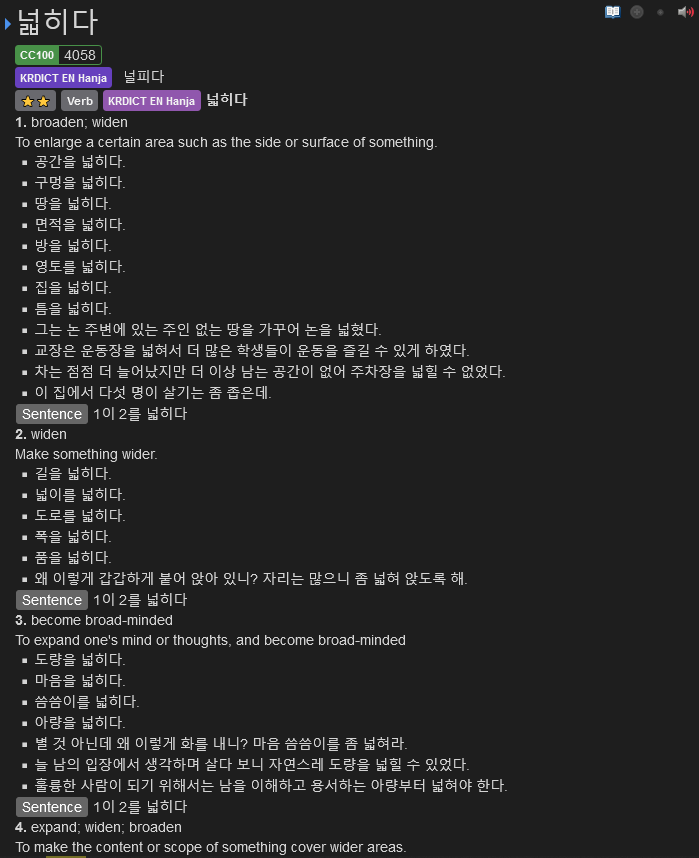 넓히다
CC100 4058
KRDICT EN Hanja 널피다
★★ Verb KRDICT EN Hanja 넓히다
1. broaden; widen
To enlarge a certain area such as the side or surface of something.
▪ 공간을 넓히다.
▪ 구멍을 넓히다.
▪ 땅을 넓히다.
▪ 면적을 넓히다.
▪ 방을 넓히다.
▪ 영토를 넓히다.
▪ 집을 넓히다.
▪ 틈을 넓히다.
▪ 그는 논 주변에 있는 주인 없는 땅을 가꾸어 논을 넓혔다.
▪ 교장은 운동장을 넓혀서 더 많은 학생들이 운동을 즐길 수 있게 하였다.
▪ 차는 점점 더 늘어났지만 더 이상 남는 공간이 없어 주차장을 넓힐 수 없었다.
▪ 이 집에서 다섯 명이 살기는 좀 좁은데.
Sentence 1이 2를 넓히다
2. widen
Make something wider.
▪ 길을 넓히다.
▪ 넓이를 넓히다.
▪ 도로를 넓히다.
▪ 폭을 넓히다.
▪ 품을 넓히다.
▪ 왜 이렇게 갑갑하게 붙어 앉아 있니? 자리는 많으니 좀 넓혀 앉도록 해.
Sentence 1이 2를 넓히다
3. become broad-minded
To expand one's mind or thoughts, and become broad-minded
▪ 도량을 넓히다.
▪ 마음을 넓히다.
▪ 씀씀이를 넓히다.
▪ 아량을 넓히다.
▪ 별 것 아닌데 왜 이렇게 화를 내니? 마음 씀씀이를 좀 넓혀라.
▪ 늘 남의 입장에서 생각하며 살다 보니 자연스레 도량을 넓힐 수 있었다.
▪ 훌륭한 사람이 되기 위해서는 남을 이해하고 용서하는 아량부터 넓혀야 한다.
Sentence 1이 2를 넓히다
4. expand; widen; broaden
To make the content or scope of something cover wider areas.